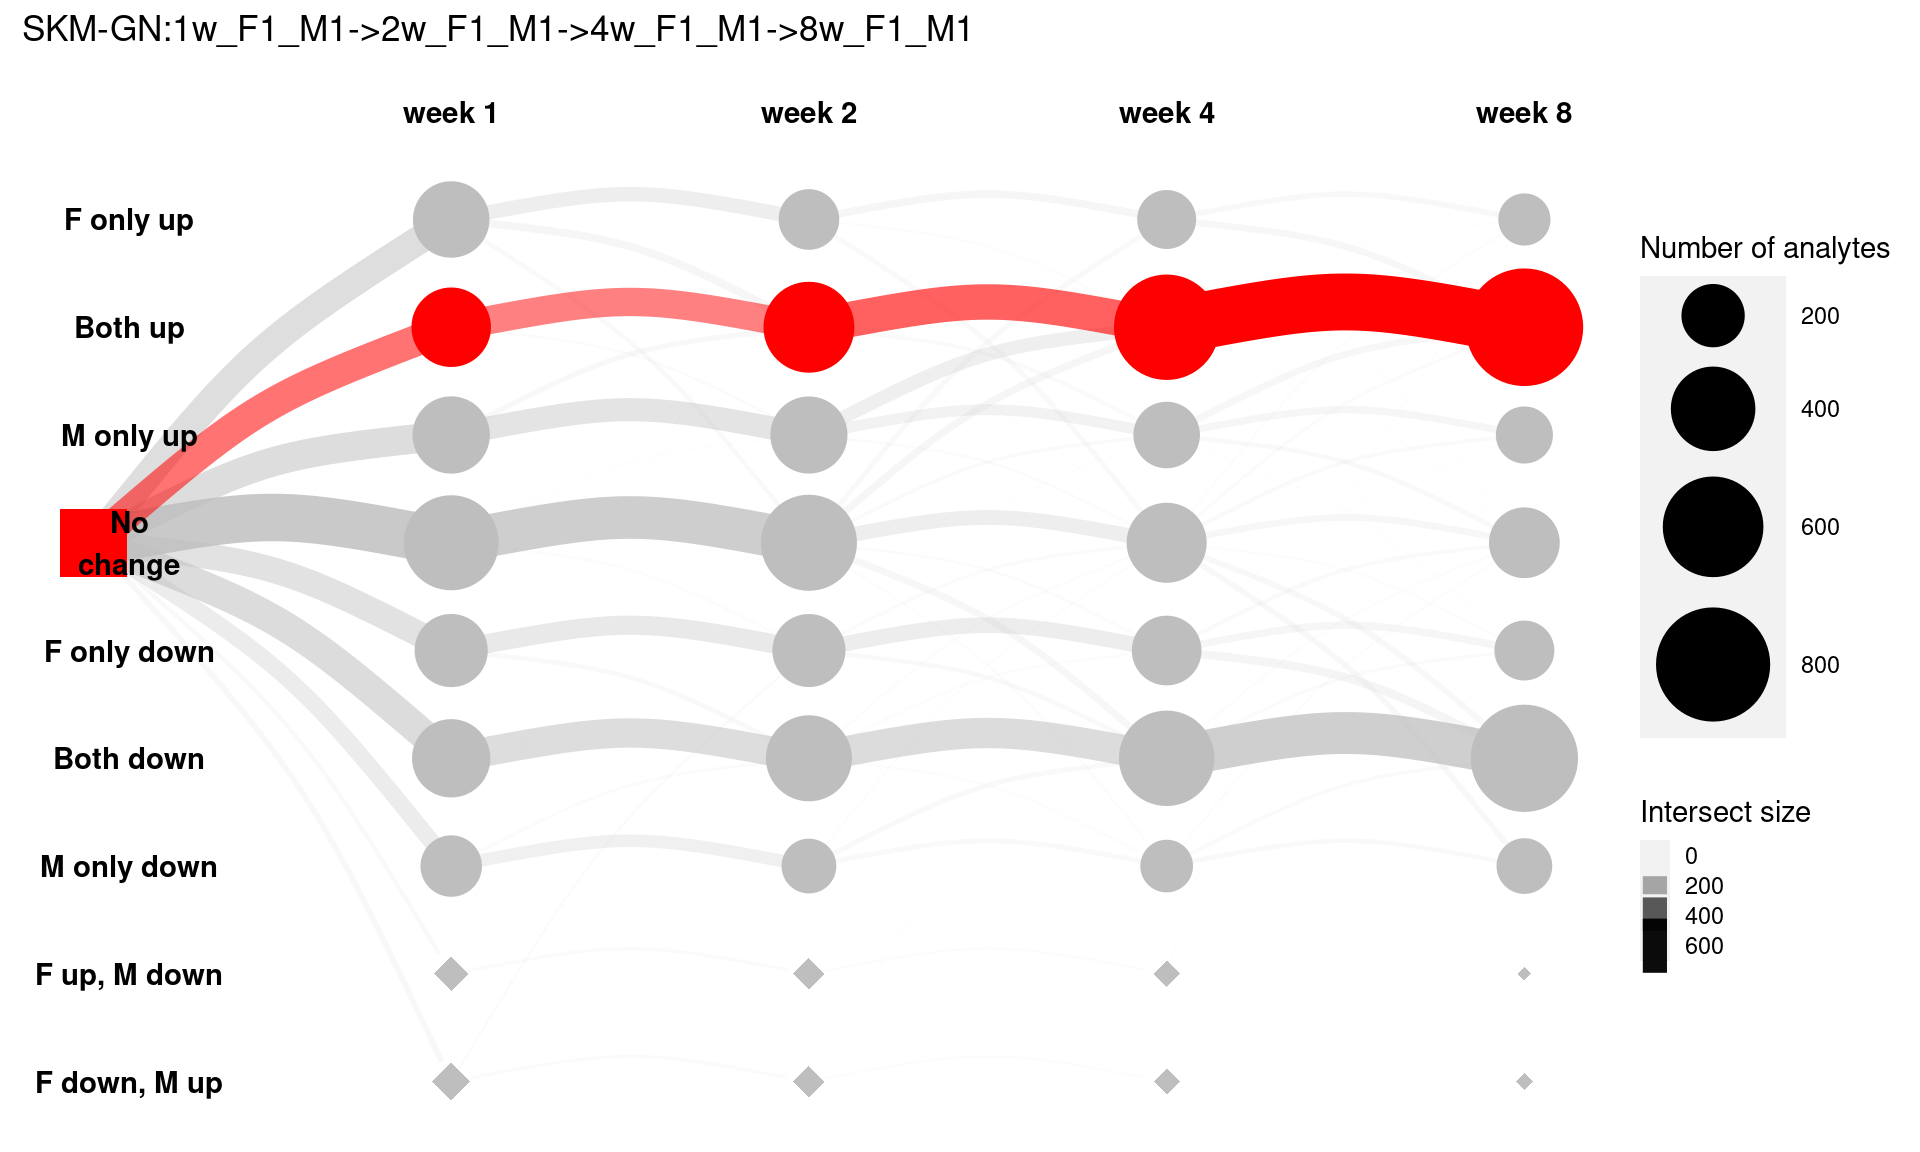 SKM-GN:1w_F1_M1->2w_F1_M1->4w_F1_M1->8w_F1_M1
week 1
week 2
week 4
week 8
F only up
Both up
M only up
No
change
F only down
Both down
M only down
F up, M down
F down, M up
Number of analytes
200
400
600
800
Intersect size
0
200
400
600